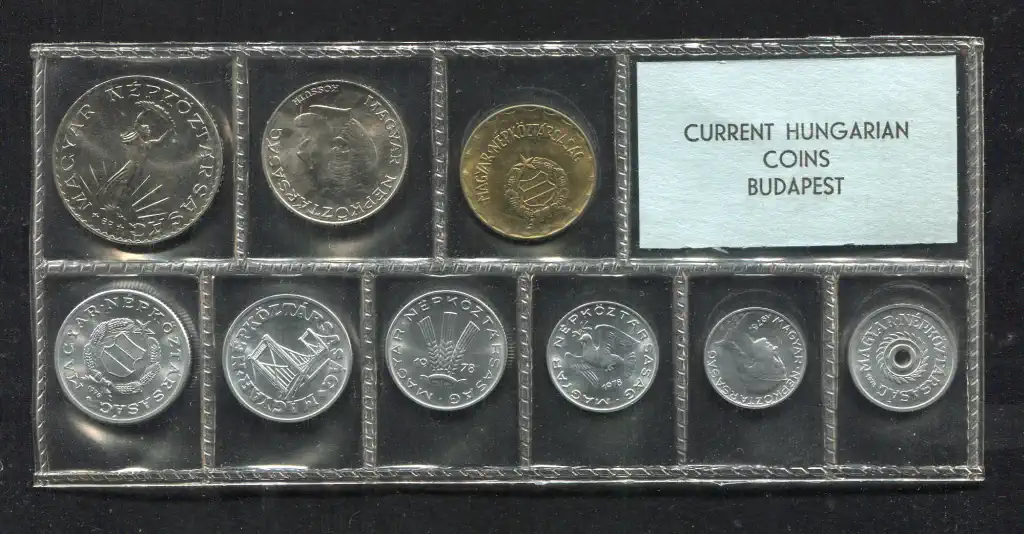 MAGYAR NÉPKÖZTÁRSASÁG
MAGYAR NÉPKÖZTÁRSASÁG
KOSSUTH
MAGYAR NÉPKÖZTÁRSASÁG
CURRENT HUNGARIAN
COINS
BUDAPEST
MAGYAR·NÉPKÖZTÁRSASÁG
MAGYAR·NÉPKÖZTÁRSASÁG
MAGYAR NÉPKÖZTÁRSASÁG
1978
MAGYAR NÉPKÖZTÁRSASÁG
1978
MAGYAR NÉPKÖZTÁRSASÁG
1978
MAGYAR NÉPKÖZTÁRSASÁG